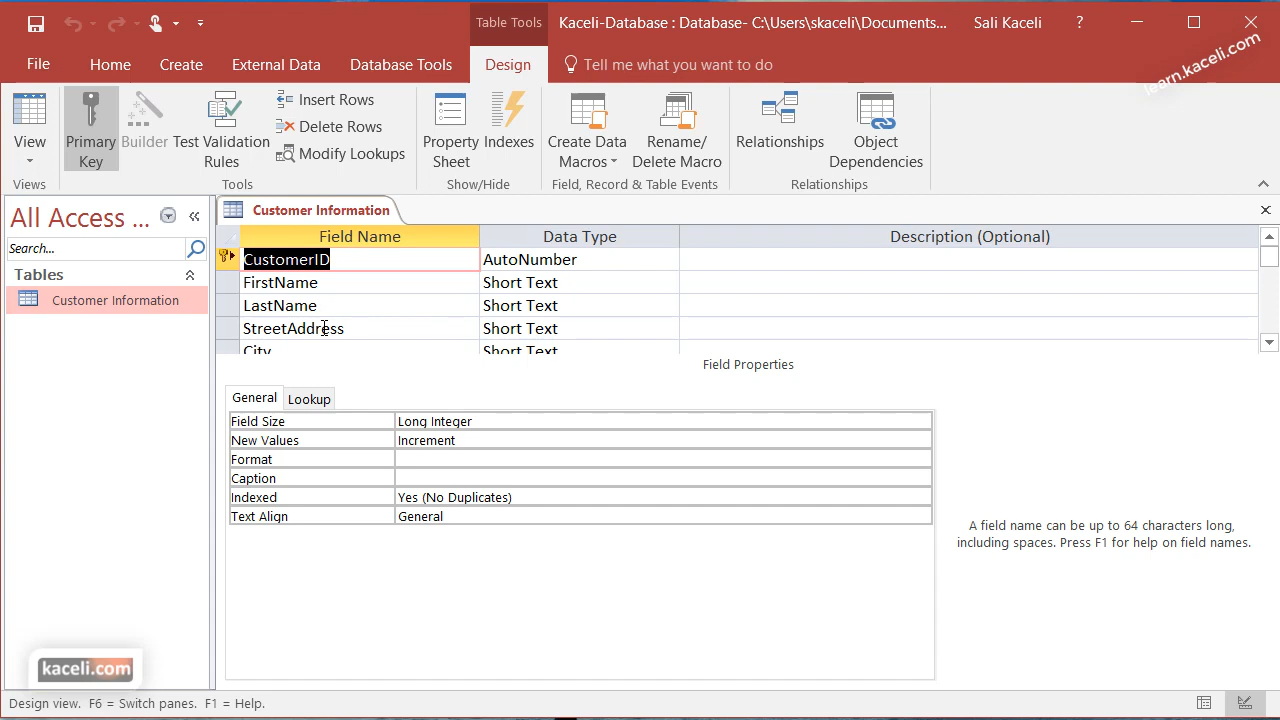 Table Tools
Kaceli-Database : Database- C:\Users\skaceli\Documents...
Sali Kaceli
?
learn.kaceli.com
File
Home
Create
External Data
Database Tools
Design
Tell me what you want to do
View
Primary
Key
Builder
Test Validation
Rules
Insert Rows
Delete Rows
Modify Lookups
Property
Sheet
Indexes
Create Data
Macros
Rename/
Delete Macro
Relationships
Object
Dependencies
Views
Tools
Show/Hide
Field, Record & Table Events
Relationships
All Access ...
Search...
Tables
Customer Information
Customer Information
Field Name
Data Type
Description (Optional)
CustomerID
AutoNumber
FirstName
Short Text
LastName
Short Text
StreetAddress
Short Text
City
Short Text
Field Properties
General
Lookup
Field Size
Long Integer
New Values
Increment
Format
Caption
Indexed
Yes (No Duplicates)
Text Align
General
A field name can be up to 64 characters long,
including spaces. Press F1 for help on field names.
kaceli.com
Design view. F6 = Switch panes. F1 = Help.